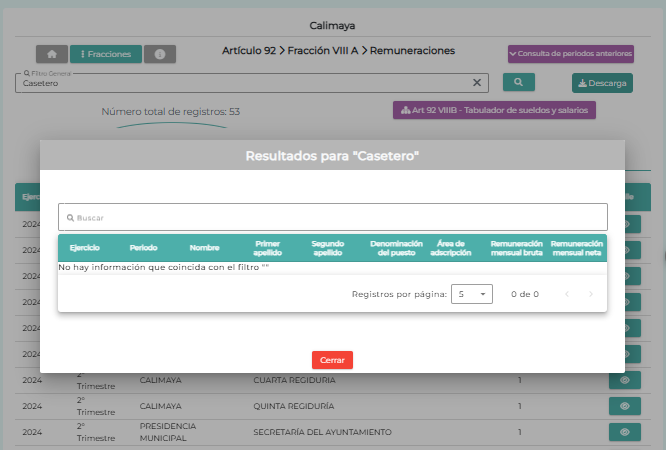 Calimaya
Fracciones
Artículo 92 > Fracción VIII A > Remuneraciones
Consulta de periodos anteriores
Filtro General
Casetero
Descarga
Número total de registros: 53
Art 92 VIIIB - Tabulador de sueldos y salarios
Resultados para "Casetero"
Buscar
Ejercicio Periodo Nombre Primer apellido Segundo apellido Denominación del puesto Área de adscripción Remuneración mensual bruta Remuneración mensual neta
No hay información que coincida con el filtro ""
Registros por página: 5 0 de 0
Cerrar
2024
2024
2024
2024
2024
2024
2024 2° Trimestre CALIMAYA CUARTA REGIDURIA 1
2024 2° Trimestre CALIMAYA QUINTA REGIDURÍA 1
2024 2° Trimestre PRESIDENCIA MUNICIPAL SECRETARÍA DEL AYUNTAMIENTO 1